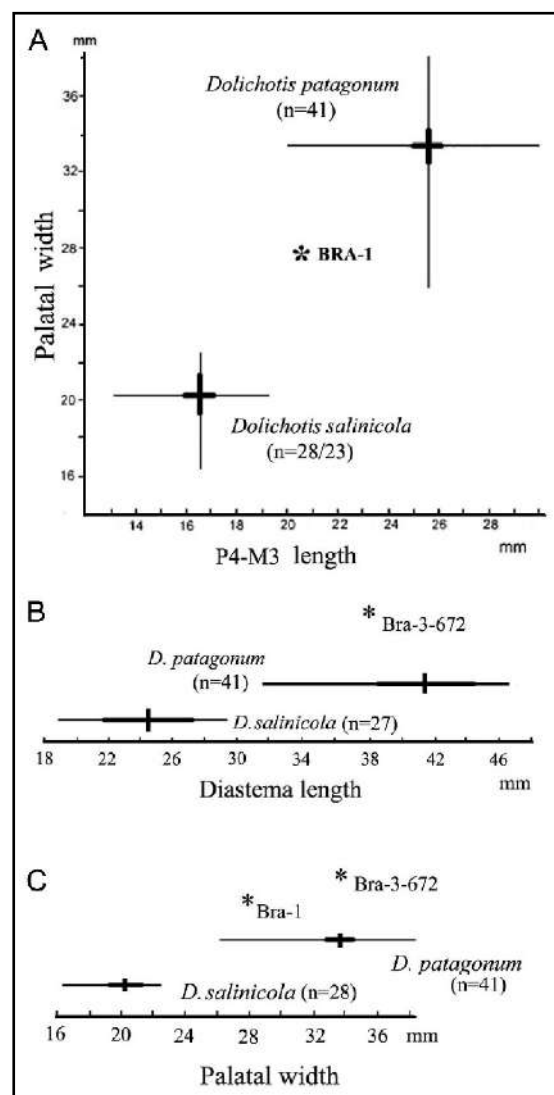 A
mm
36
32
28
24
20
16
Palatal width
Dolichotis patagonum
(n=41)
* BRA-1
Dolichotis salinicola
(n=28/23)
14 16 18 20 22 24 26 28
P4-M3 length
mm
B
* Bra-3-672
D. patagonum
(n=41)
D.salinicola (n=27)
18 22 26 30 38 42 46
Diastema length
mm
C
* Bra-3-672
* Bra-1
D. patagonum
(n=41)
D.salinicola (n=28)
16 20 24 28 32 36 mm
Palatal width